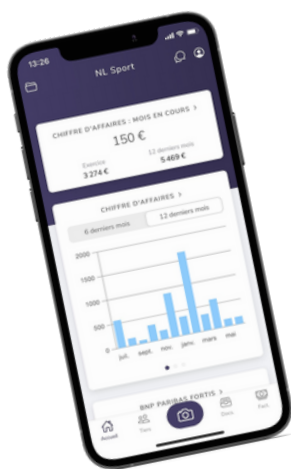 13:26
NL Sport
CHIFFRE D'AFFAIRES : MOIS EN COURS >
150 €
Exercice
3 274 €
12 derniers mois
5 469 €
CHIFFRE D'AFFAIRES >
6 derniers mois
12 derniers mois
2000
1500
1000
500
0
juil. sept. nov. janv. mars mai
BNP PARIBAS FORTIS >
Accueil
Tiers
Devis